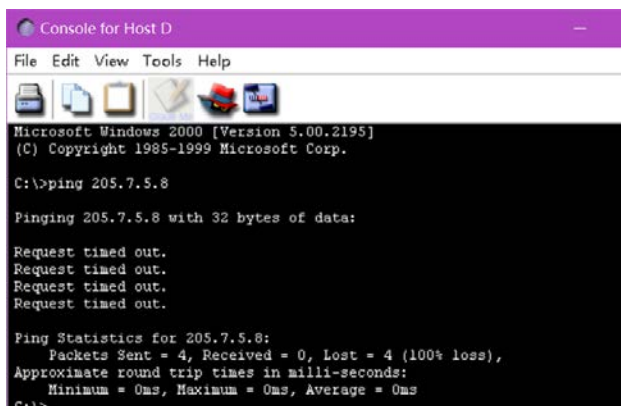 Console for Host D
File Edit View Tools Help
Microsoft Windows 2000 [Version 5.00.2195]
(C) Copyright 1985-1999 Microsoft Corp.
C:\>ping 205.7.5.8
Pinging 205.7.5.8 with 32 bytes of data:
Request timed out.
Request timed out.
Request timed out.
Request timed out.
Ping Statistics for 205.7.5.8:
Packets Sent = 4, Received = 0, Lost = 4 (100% loss),
Approximate round trip times in milli-seconds:
Minimum = 0ms, Maximum = 0ms, Average = 0ms
C:\>